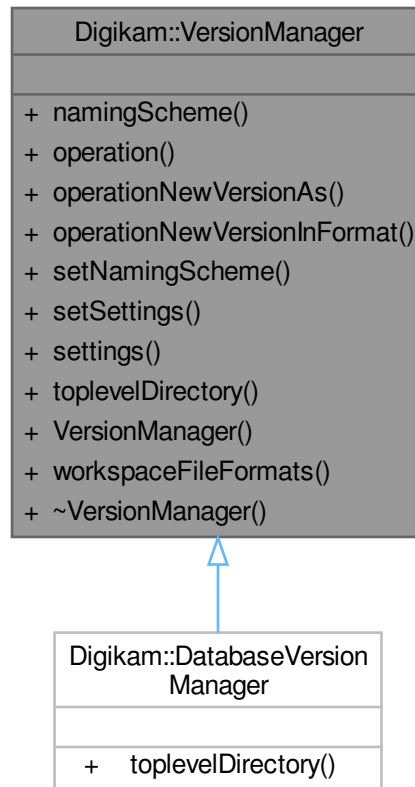 Digikam::VersionManager
+ namingScheme()
+ operation()
+ operationNewVersionAs()
+ operationNewVersionInFormat()
+ setNamingScheme()
+ setSettings()
+ settings()
+ toplevelDirectory()
+ VersionManager()
+ workspaceFileFormats()
+ ~VersionManager()
Digikam::DatabaseVersion
Manager
+ toplevelDirectory()